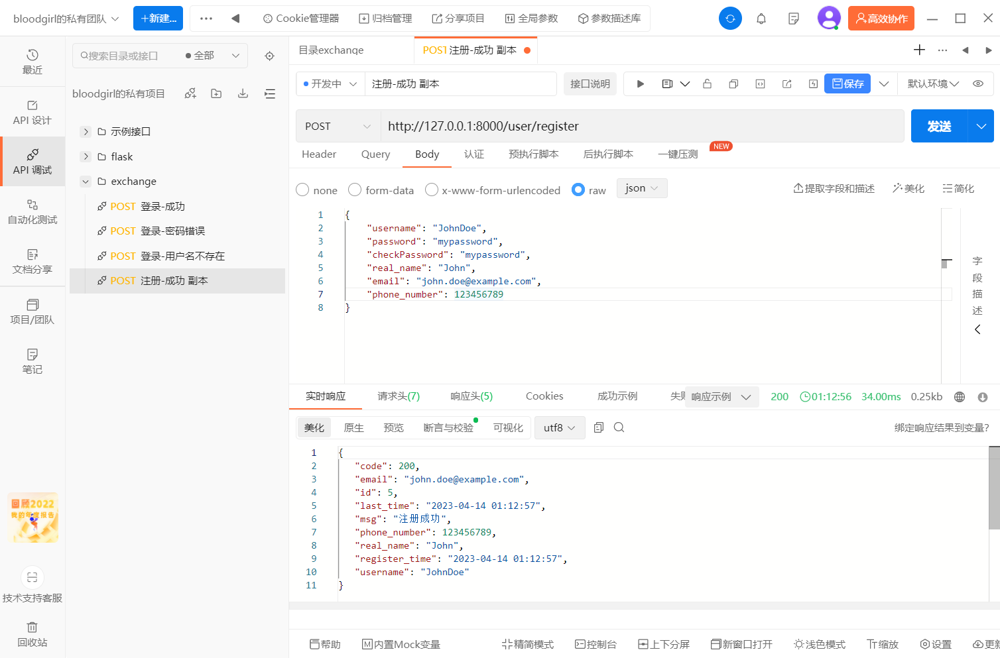 bloodgirl的私有团队
+新建...
Cookie管理器
归档管理
分享项目
全局参数
参数描述库
高效协作
最近
API 设计
API 调试
自动化测试
文档分享
项目/团队
笔记
回顾2022
我的年度报告
技术支持客服
回收站
搜索目录或接口
全部
bloodgirl的私有项目
示例接口
flask
exchange
POST 登录-成功
POST 登录-密码错误
POST 登录-用户名不存在
POST 注册-成功 副本
目录exchange
POST 注册-成功 副本
开发中
注册-成功 副本
接口说明
保存
默认环境
POST
http://127.0.0.1:8000/user/register
发送
Header
Query
Body
认证
预执行脚本
后执行脚本
一键压测
NEW
none
form-data
x-www-form-urlencoded
raw
json
提取字段和描述
美化
简化
1 {
2 "username": "JohnDoe",
3 "password": "mypassword",
4 "checkPassword": "mypassword",
5 "real_name": "John",
6 "email": "john.doe@example.com",
7 "phone_number": 123456789
8 }
字
段
描
述
实时响应
请求头(7)
响应头(5)
Cookies
成功示例
失败
响应示例
200
01:12:56
34.00ms
0.25kb
美化
原生
预览
断言与校验
可视化
utf8
绑定响应结果到变量?
1 {
2 "code": 200,
3 "email": "john.doe@example.com",
4 "id": 5,
5 "last_time": "2023-04-14 01:12:57",
6 "msg": "注册成功",
7 "phone_number": 123456789,
8 "real_name": "John",
9 "register_time": "2023-04-14 01:12:57",
10 "username": "JohnDoe"
11 }
帮助
内置Mock变量
精简模式
控制台
上下分屏
新窗口打开
浅色模式
缩放
设置
更新